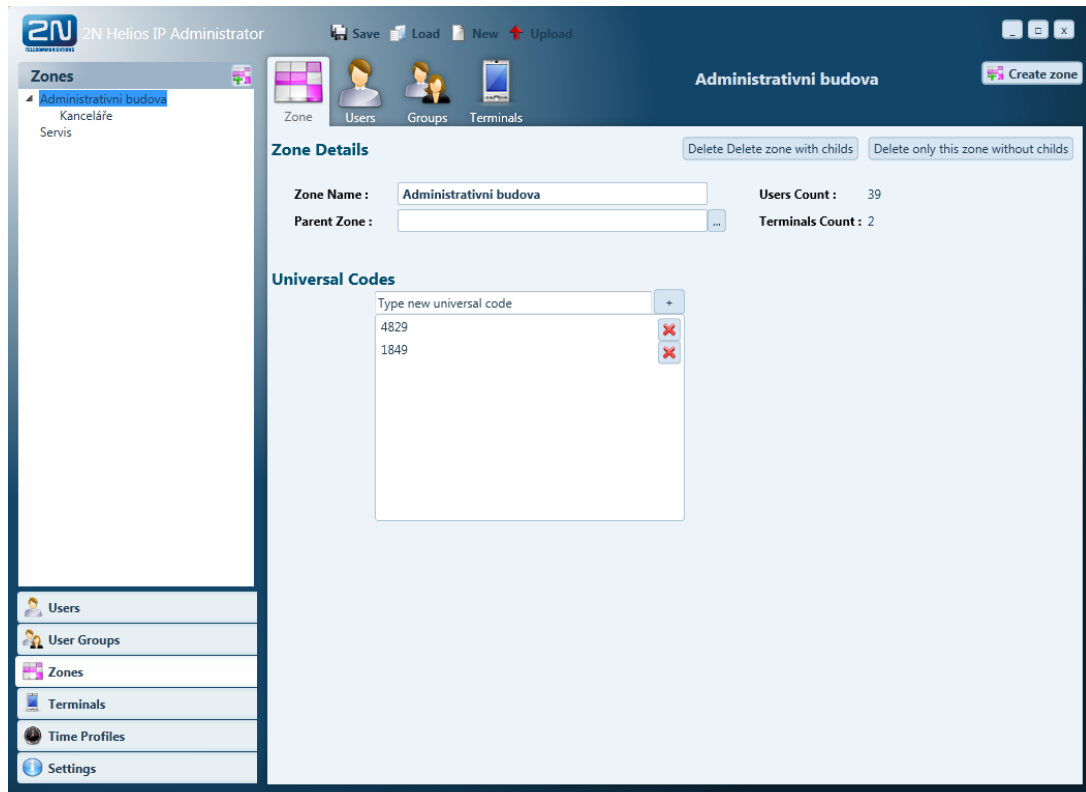 2N 2N Helios IP Administrator Save Load New Upload
TELECOMMUNICATIONS
Zones
Administrativni budova
Kanceláře
Servis
Zone Users Groups Terminals
Administrativni budova
Create zone
Zone Details
Delete Delete zone with childs
Delete only this zone without childs
Zone Name : Administrativni budova
Users Count : 39
Parent Zone : ...
Terminals Count : 2
Universal Codes
Type new universal code +
4829
1849
Users
User Groups
Zones
Terminals
Time Profiles
Settings